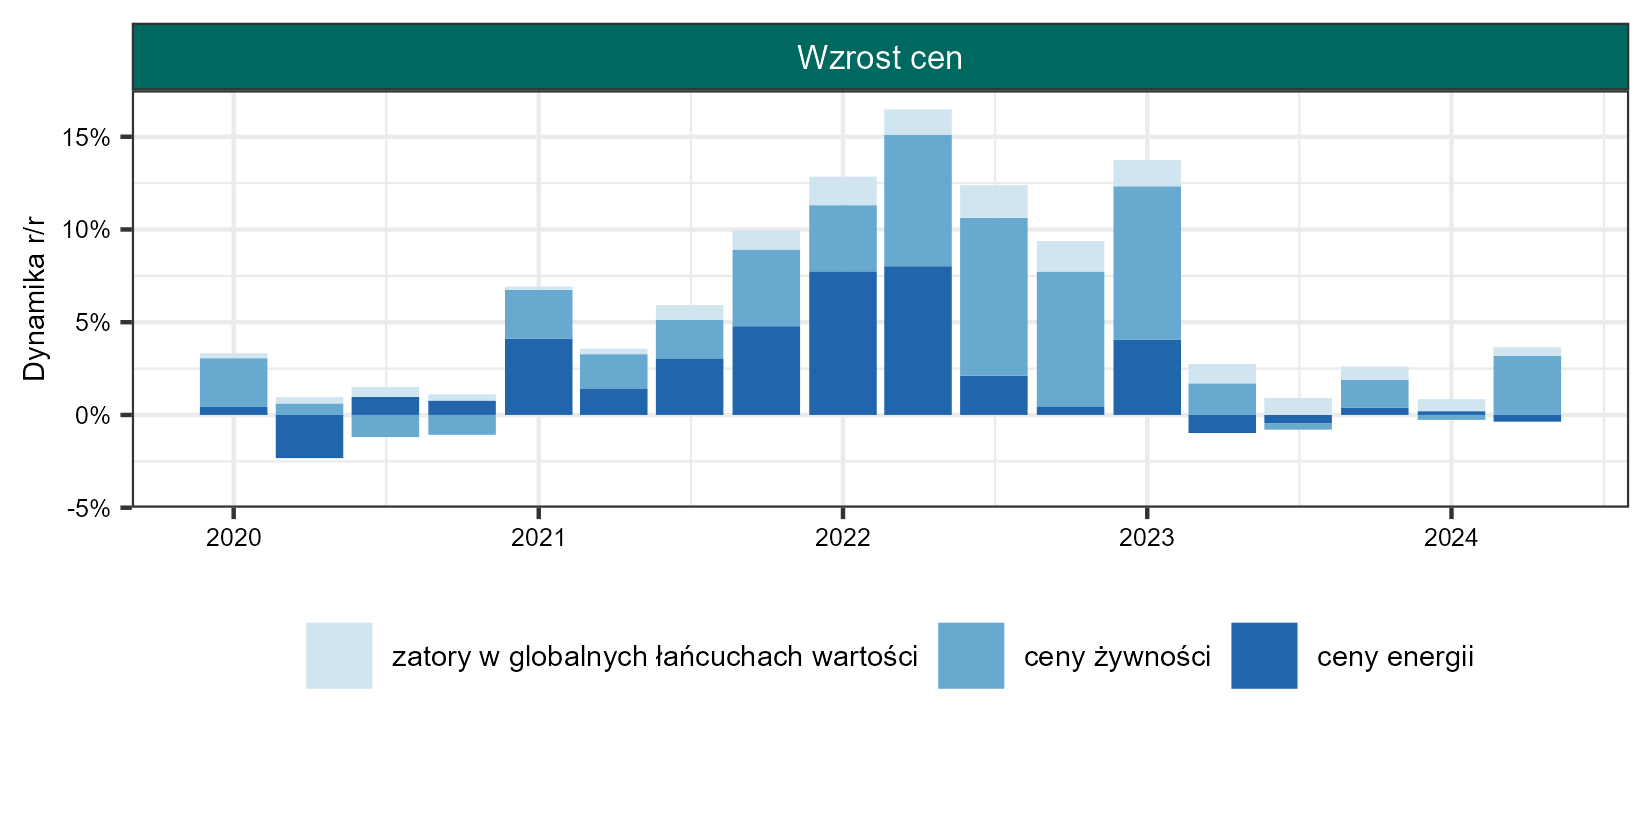 Wzrost cen
Dynamika r/r
15%
10%
5%
0%
-5%
2020 2021 2022 2023 2024
zatory w globalnych łańcuchach wartości ceny żywności ceny energii